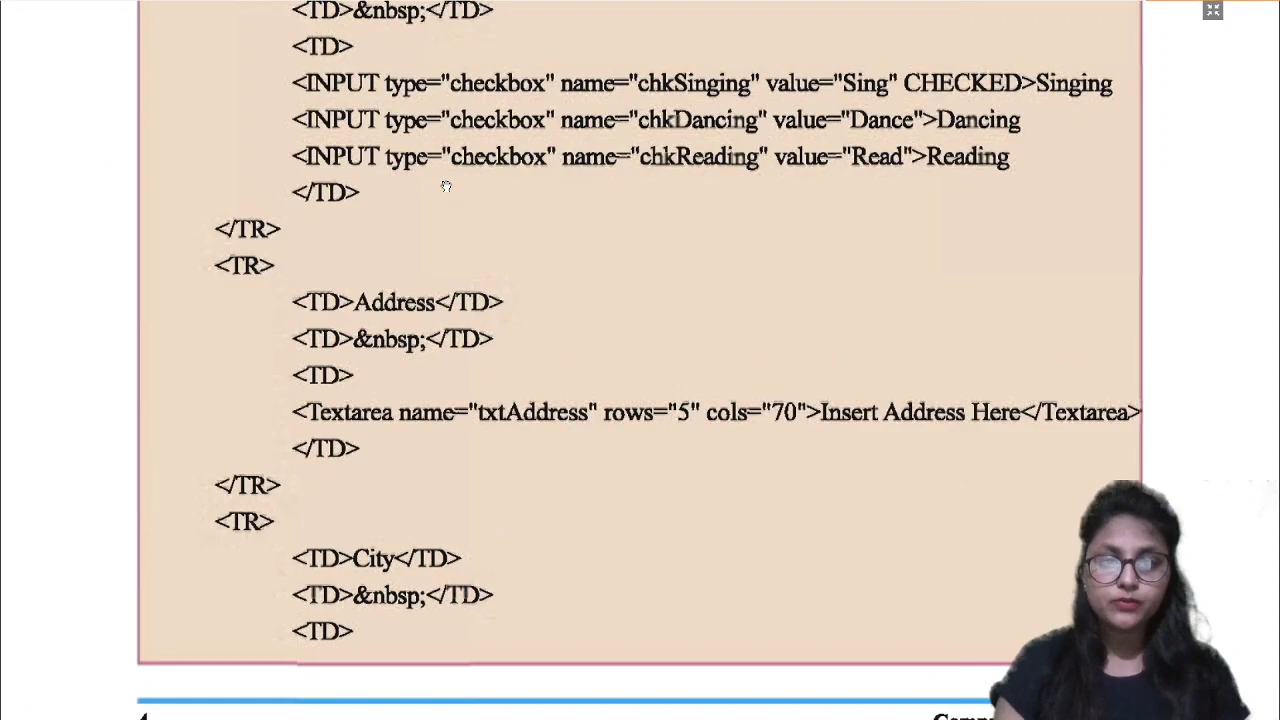 <TD>&nbsp;</TD>
<TD>
<INPUT type="checkbox" name="chkSinging" value="Sing" CHECKED>Singing
<INPUT type="checkbox" name="chkDancing" value="Dance">Dancing
<INPUT type="checkbox" name="chkReading" value="Read">Reading
</TD>
</TR>
<TR>
<TD>Address</TD>
<TD>&nbsp;</TD>
<TD>
<Textarea name="txtAddress" rows="5" cols="70">Insert Address Here</Textarea>
</TD>
</TR>
<TR>
<TD>City</TD>
<TD>&nbsp;</TD>
<TD>